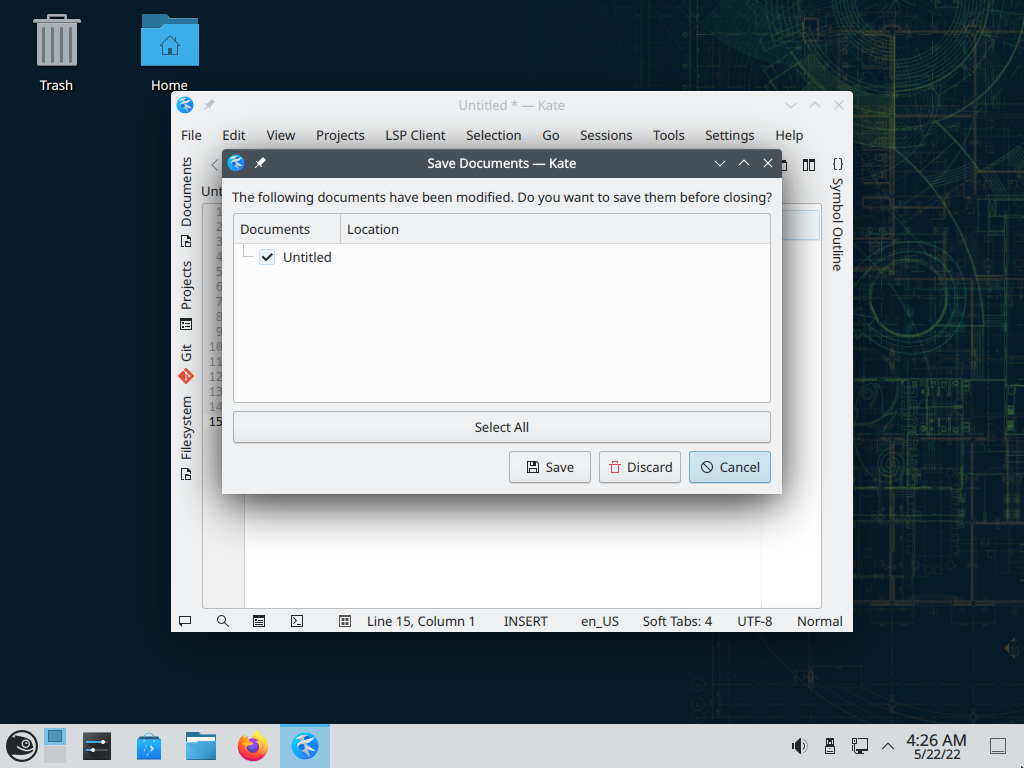 Trash
Home
Untitled * — Kate
File Edit View Projects LSP Client Selection Go Sessions Tools Settings Help
Save Documents — Kate
The following documents have been modified. Do you want to save them before closing?
Documents Location
Untitled
Select All
Save Discard Cancel
Documents
Projects
Git
Filesystem
Unt
1
2
3
4
5
6
7
8
9
10
11
12
13
14
15
{} Symbol Outline
Line 15, Column 1 INSERT en_US Soft Tabs: 4 UTF-8 Normal
4:26 AM
5/22/22